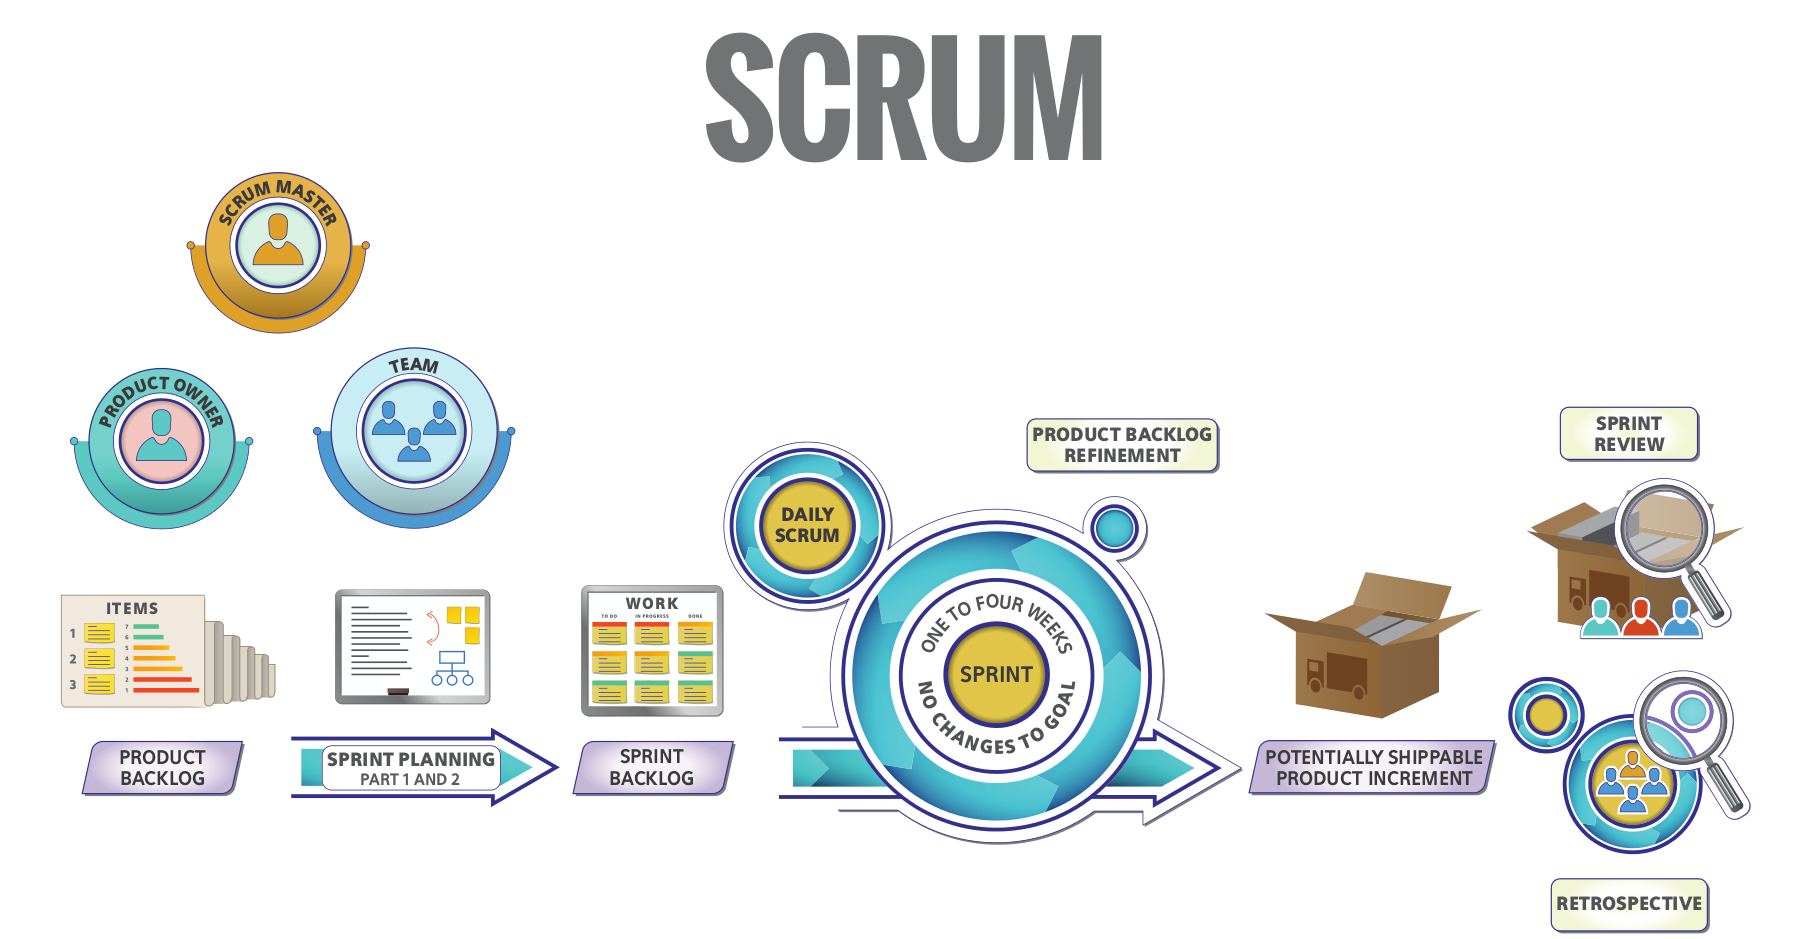 SCRUM
SCRUM MASTER
PRODUCT OWNER
TEAM
ITEMS
1
2
3
7
6
5
4
3
2
1
PRODUCT
BACKLOG
SPRINT PLANNING
PART 1 AND 2
WORK
TO DO
IN PROGRESS
DONE
SPRINT
BACKLOG
DAILY
SCRUM
PRODUCT BACKLOG
REFINEMENT
ONE TO FOUR WEEKS
SPRINT
NO CHANGES TO GOAL
POTENTIALLY SHIPPABLE
PRODUCT INCREMENT
SPRINT
REVIEW
RETROSPECTIVE